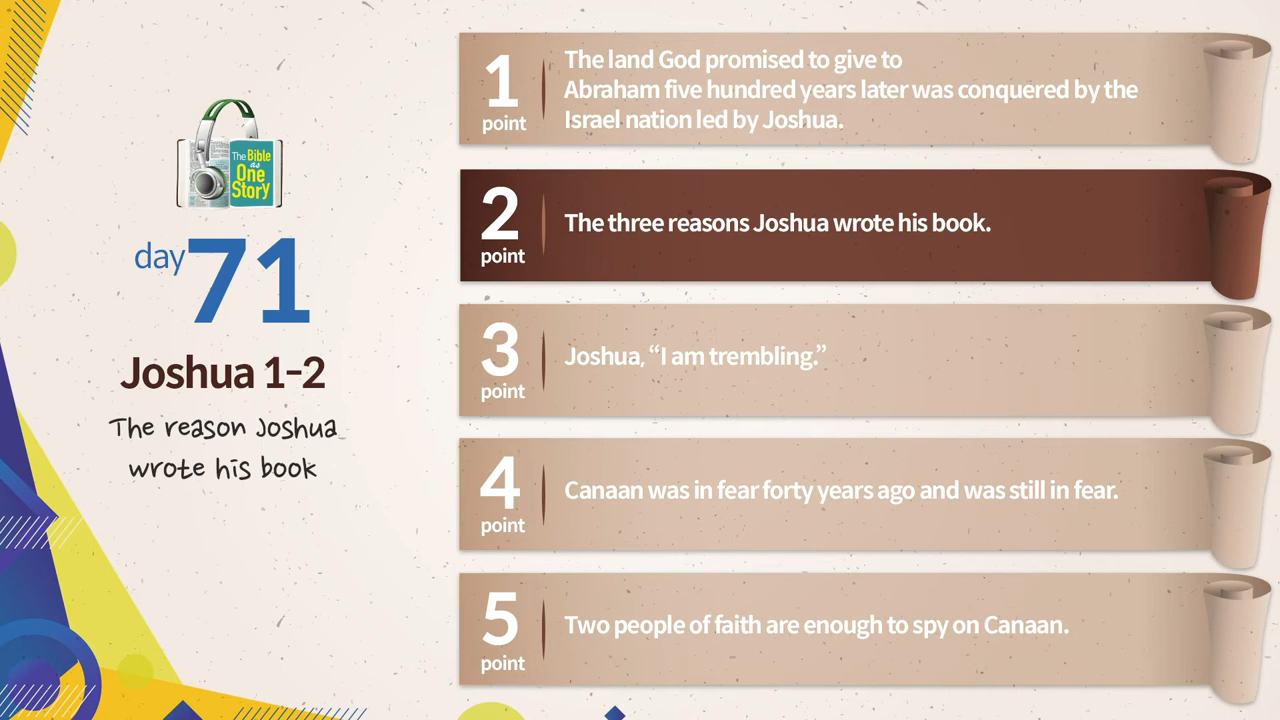 The Bible
as
One
Story
day 71
Joshua 1-2
The reason Joshua
wrote his book
1
point
The land God promised to give to
Abraham five hundred years later was conquered by the
Israel nation led by Joshua.
2
point
The three reasons Joshua wrote his book.
3
point
Joshua, “I am trembling.”
4
point
Canaan was in fear forty years ago and was still in fear.
5
point
Two people of faith are enough to spy on Canaan.